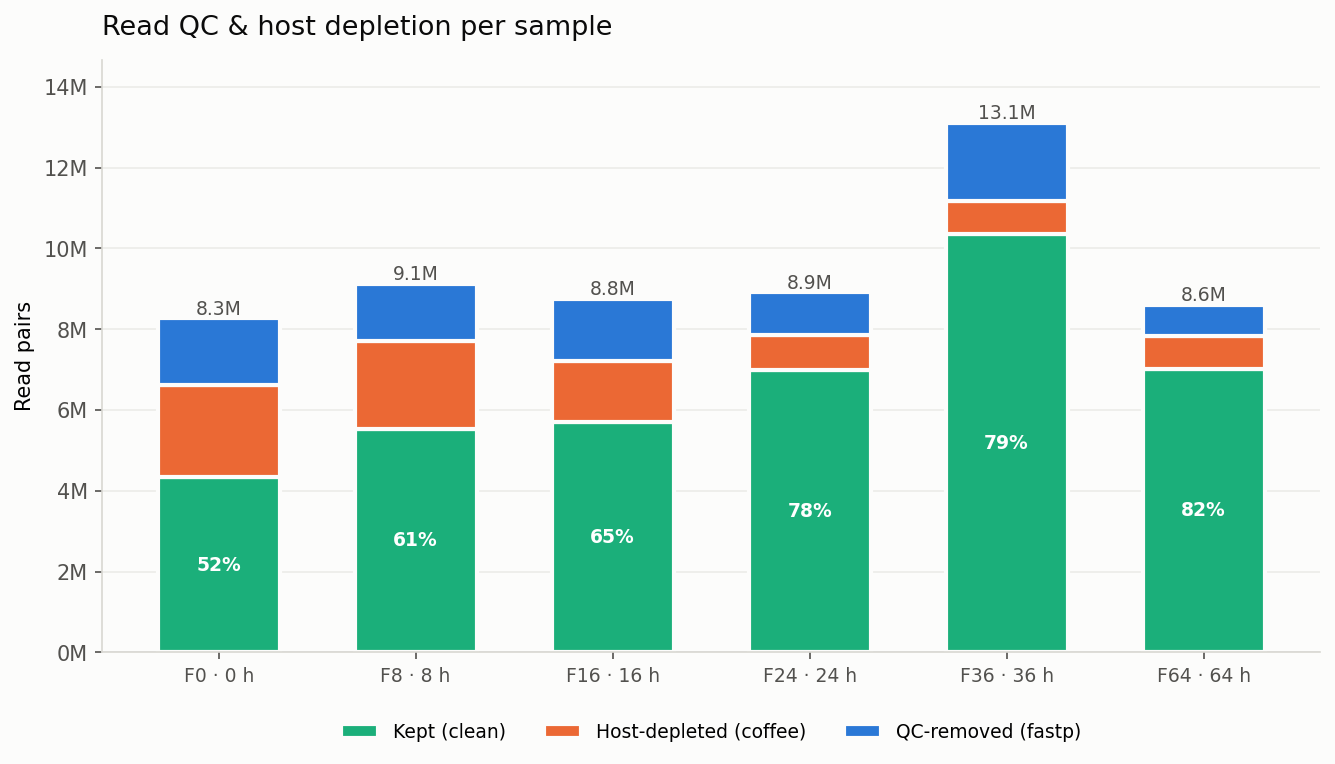 Read QC & host depletion per sample
Read pairs
14M
12M
10M
8M
6M
4M
2M
0M
8.3M
9.1M
8.8M
8.9M
13.1M
8.6M
52%
61%
65%
78%
79%
82%
F0 · 0 h
F8 · 8 h
F16 · 16 h
F24 · 24 h
F36 · 36 h
F64 · 64 h
Kept (clean)
Host-depleted (coffee)
QC-removed (fastp)